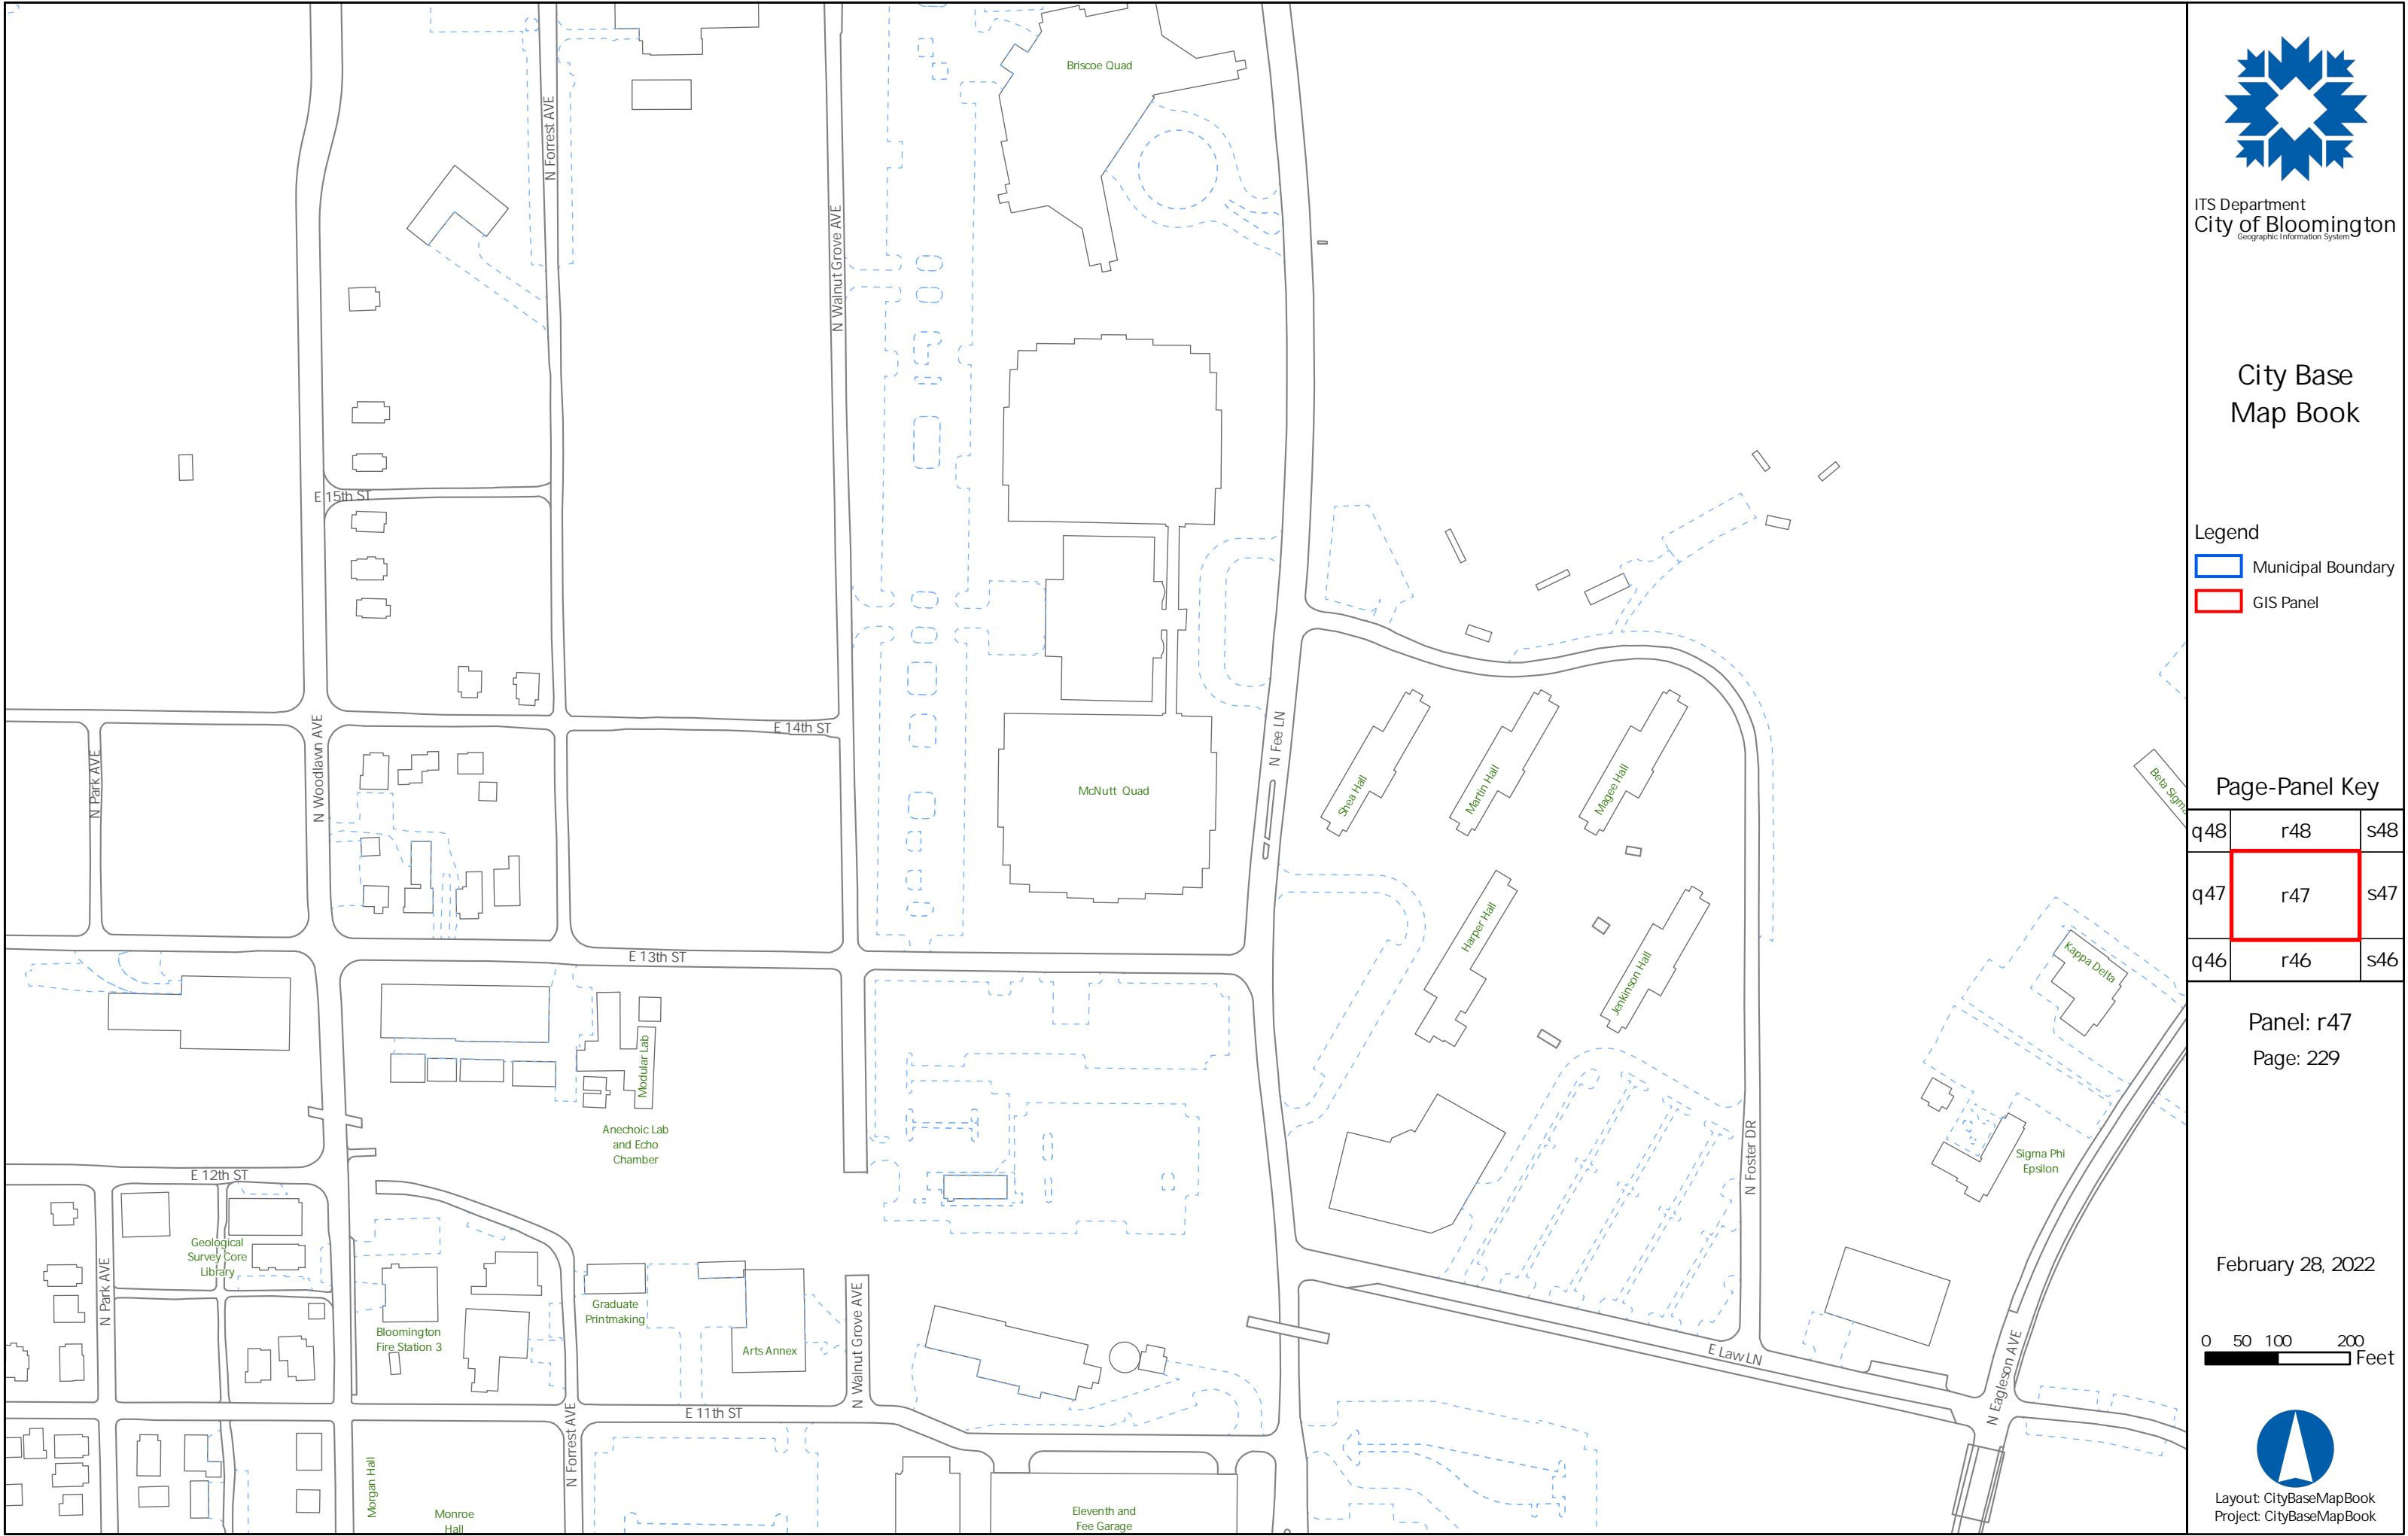 Briscoe Quad
N Forrest AVE
N Walnut Grove AVE
E 15th ST
E 14th ST
N Park AVE
N Woodlawn AVE
N Fee LN
McNutt Quad
Shea Hall
Martin Hall
Magee Hall
Beta Sigma
Harper Hall
Jenkinson Hall
Kappa Delta
E 13th ST
Modular Lab
Anechoic Lab
and Echo
Chamber
Sigma Phi
Epsilon
N Foster DR
E 12th ST
Geological
Survey Core
Library
N Park AVE
Bloomington
Fire Station 3
Graduate
Printmaking
Arts Annex
N Walnut Grove AVE
E Law LN
N Eagleson AVE
E 11th ST
N Forrest AVE
Morgan Hall
Monroe
Hall
Eleventh and
Fee Garage
ITS Department
City of Bloomington
Geographic Information System
City Base
Map Book
Legend
Municipal Boundary
GIS Panel
Page-Panel Key
q48 r48 s48
q47 r47 s47
q46 r46 s46
Panel: r47
Page: 229
February 28, 2022
0 50 100 200
Feet
Layout: CityBaseMapBook
Project: CityBaseMapBook